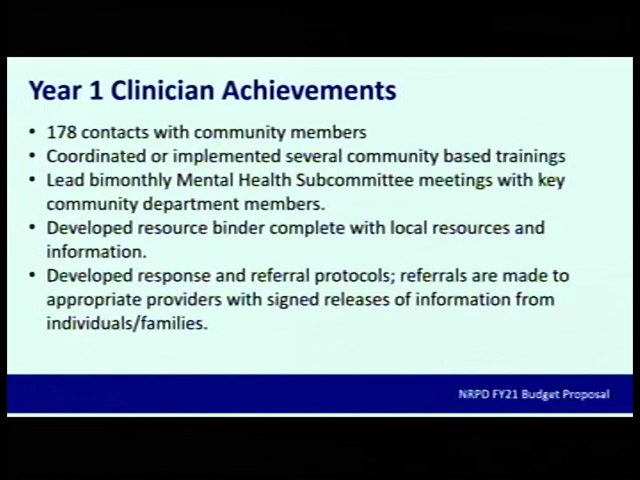 Year 1 Clinician Achievements
• 178 contacts with community members
• Coordinated or implemented several community based trainings
• Lead bimonthly Mental Health Subcommittee meetings with key
community department members.
• Developed resource binder complete with local resources and
information.
• Developed response and referral protocols; referrals are made to
appropriate providers with signed releases of information from
individuals/families.
NRPD FY21 Budget Proposal